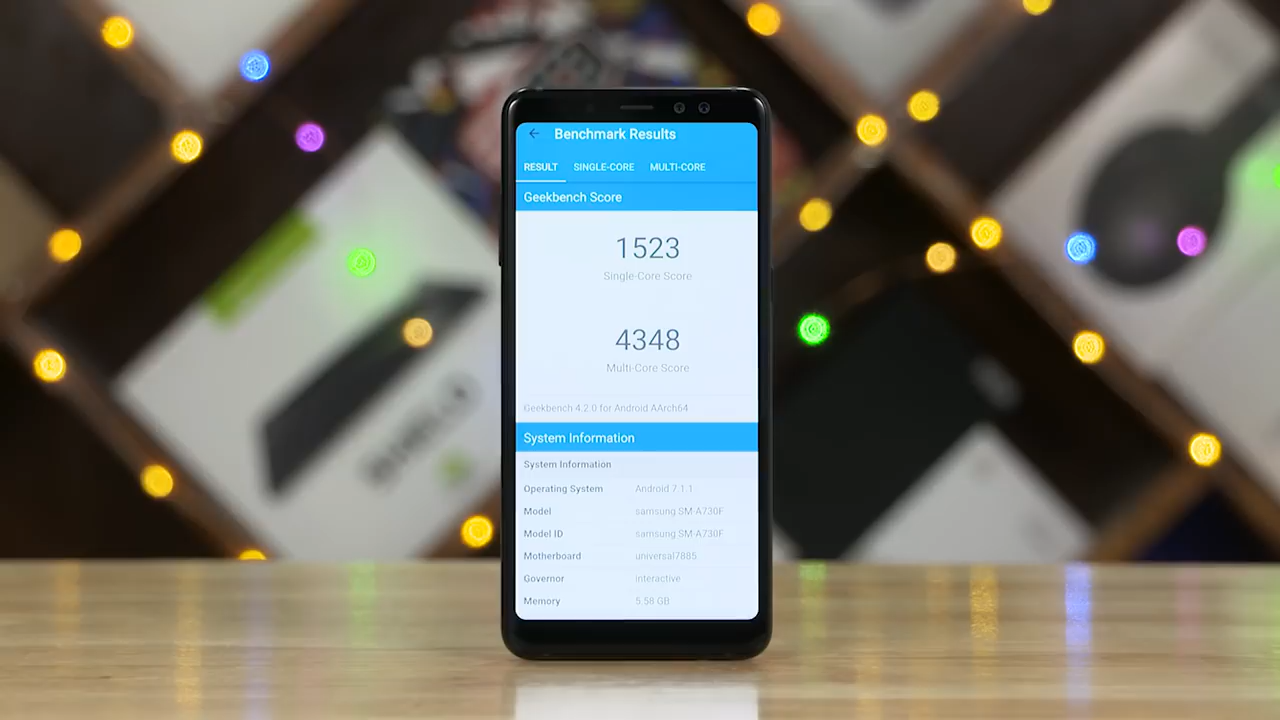 Benchmark Results
RESULT SINGLE-CORE MULTI-CORE
Geekbench Score
1523
Single-Core Score
4348
Multi-Core Score
Geekbench 4.2.0 for Android AArch64
System Information
System Information
Operating System Android 7.1.1
Model samsung SM-A730F
Model ID samsung SM-A730F
Motherboard universal7885
Governor interactive
Memory 5.58 GB
SHIELD